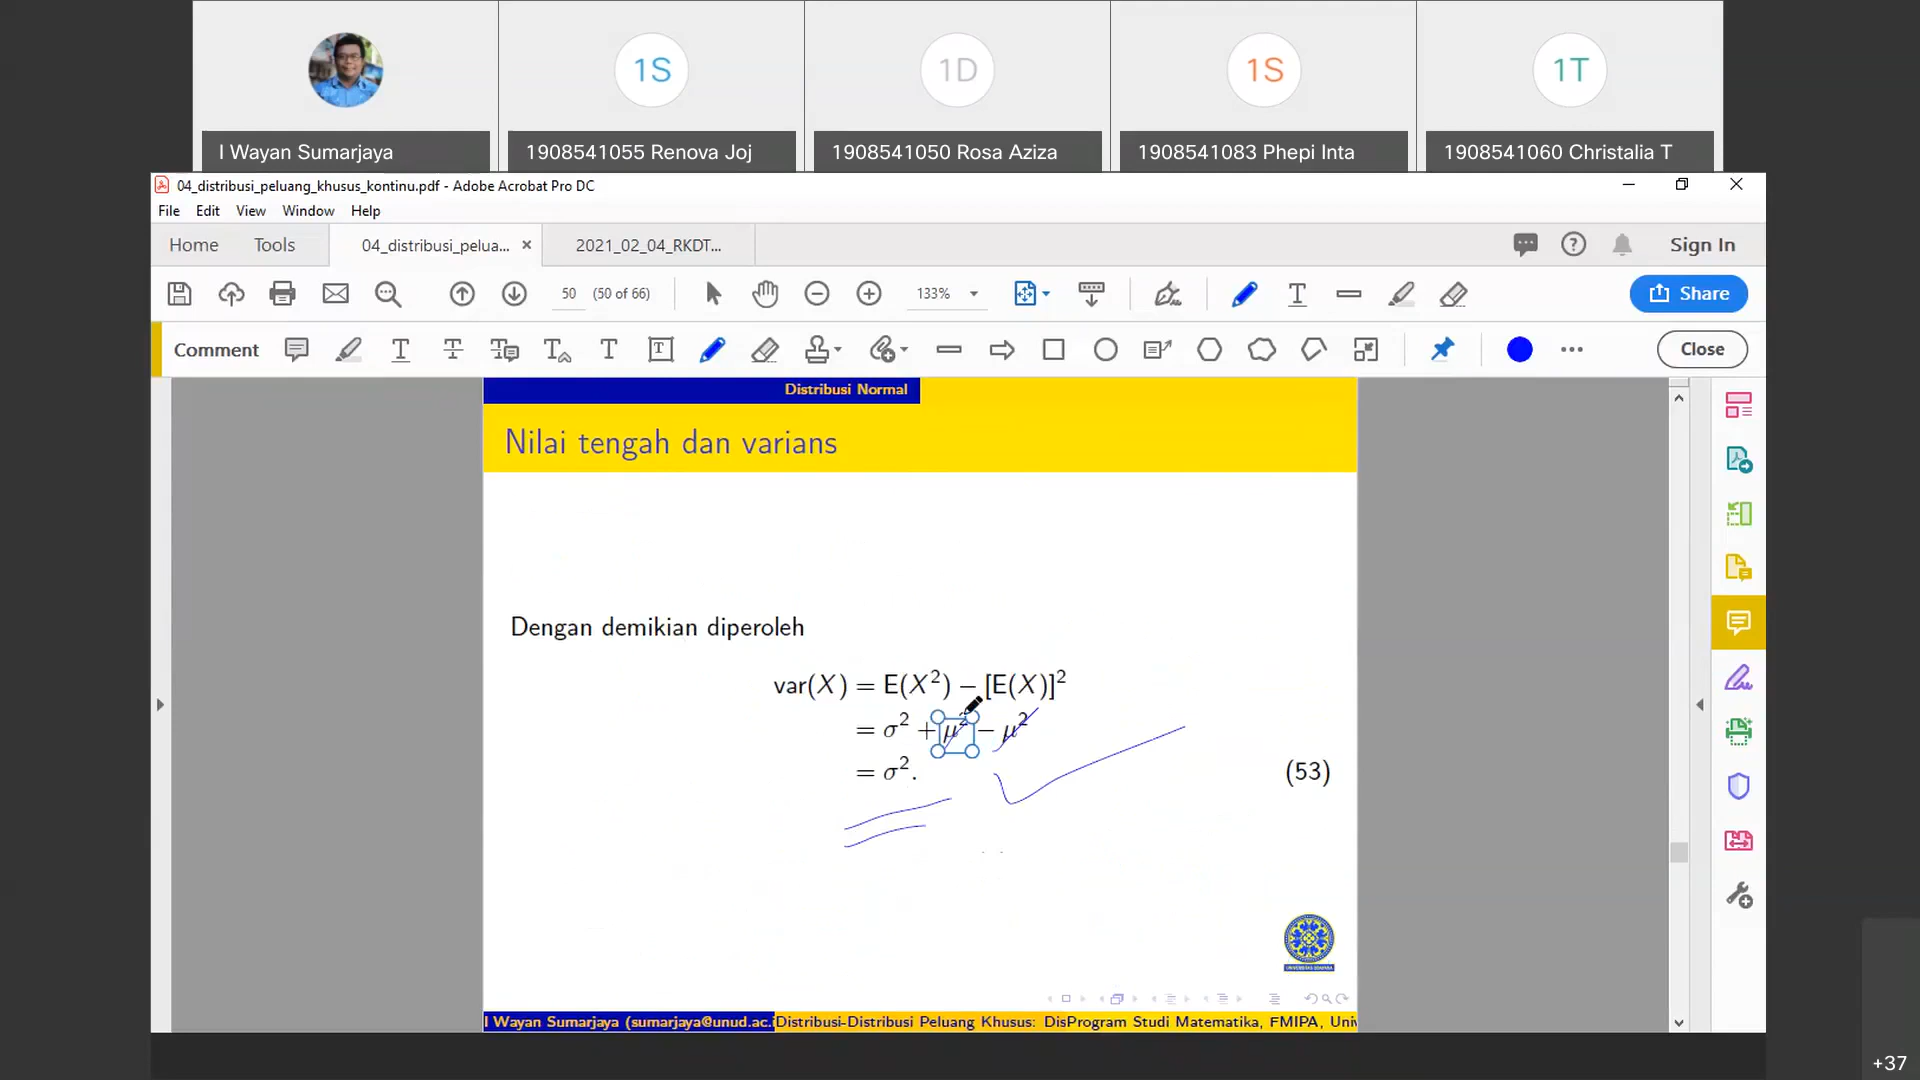 1S
1D
1S
1T
I Wayan Sumarjaya
1908541055 Renova Joj
1908541050 Rosa Aziza
1908541083 Phepi Inta
1908541060 Christalia T
04_distribusi_peluang_khusus_kontinu.pdf - Adobe Acrobat Pro DC
File Edit View Window Help
Home Tools 04_distribusi_pelua... × 2021_02_04_RKDT... Sign In
50 (50 of 66) 133% Share
Comment Close
Distribusi Normal
Nilai tengah dan varians
Dengan demikian diperoleh
var(X) = E(X²) − [E(X)]²
= σ² + μ² − μ²
= σ². (53)
UNIVERSITAS UDAYANA
I Wayan Sumarjaya (sumarjaya@unud.ac.i Distribusi-Distribusi Peluang Khusus: Dis Program Studi Matematika, FMIPA, Univ
+37